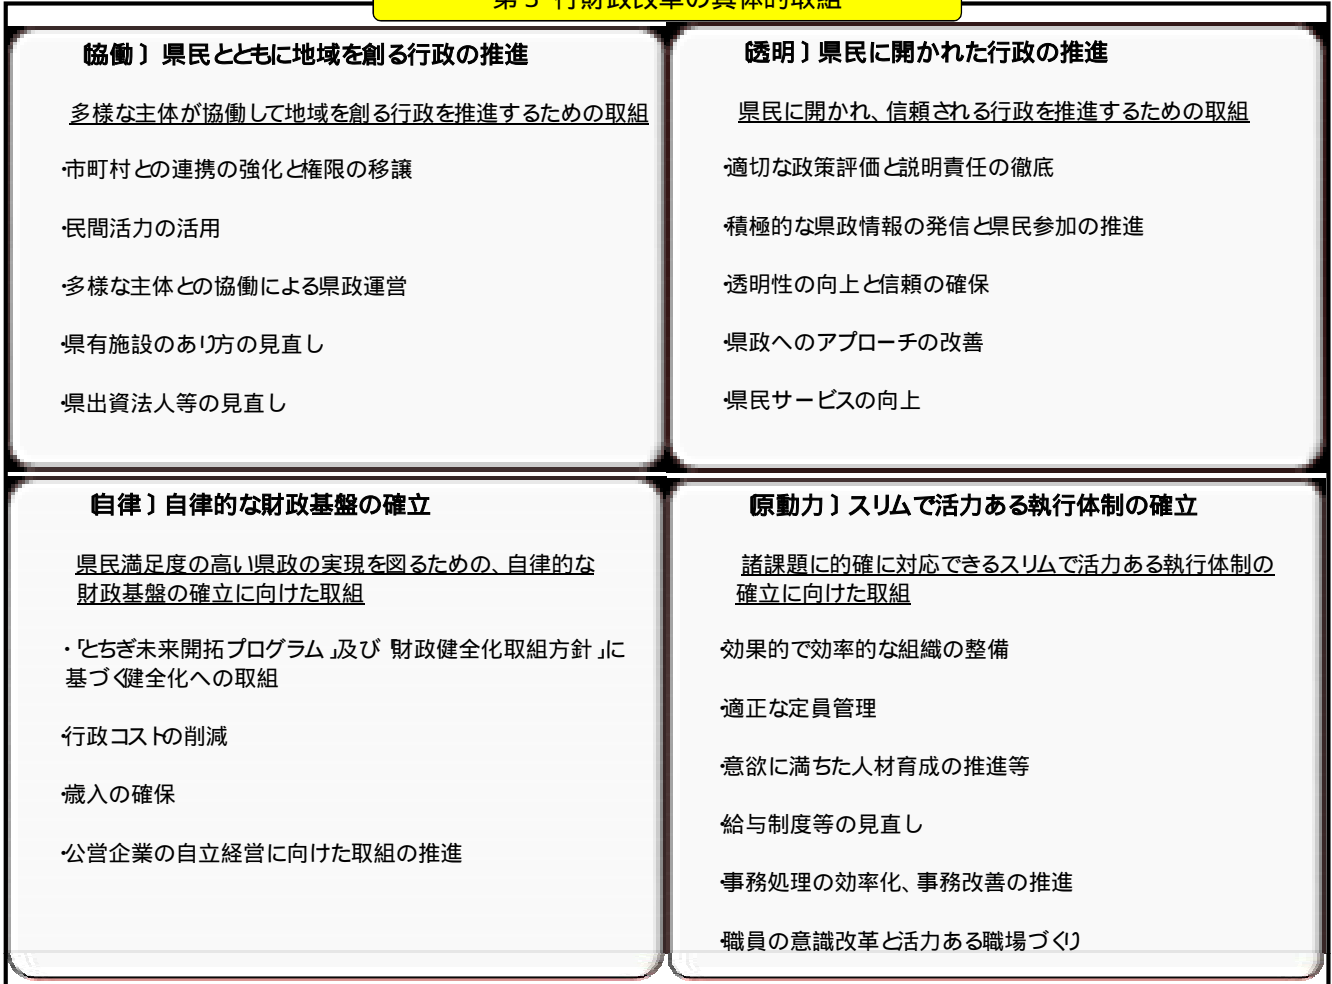 第3 行財政改革の具体的取組
〔協働〕県民とともに地域を創る行政の推進
多様な主体が協働して地域を創る行政を推進するための取組
・市町村との連携の強化と権限の移譲
・民間活力の活用
・多様な主体との協働による県政運営
・県有施設のあり方の見直し
・県出資法人等の見直し
〔透明〕県民に開かれた行政の推進
県民に開かれ、信頼される行政を推進するための取組
・適切な政策評価と説明責任の徹底
・積極的な県政情報の発信と県民参加の推進
・透明性の向上と信頼の確保
・県政へのアプローチの改善
・県民サービスの向上
〔自律〕自律的な財政基盤の確立
県民満足度の高い県政の実現を図るための、自律的な
財政基盤の確立に向けた取組
・「とちぎ未来開拓プログラム」及び「財政健全化取組方針」に
基づく健全化への取組
・行政コストの削減
・歳入の確保
・公営企業の自立経営に向けた取組の推進
〔原動力〕スリムで活力ある執行体制の確立
諸課題に的確に対応できるスリムで活力ある執行体制の
確立に向けた取組
・効果的で効率的な組織の整備
・適正な定員管理
・意欲に満ちた人材育成の推進等
・給与制度等の見直し
・事務処理の効率化、事務改善の推進
・職員の意識改革と活力ある職場づくり